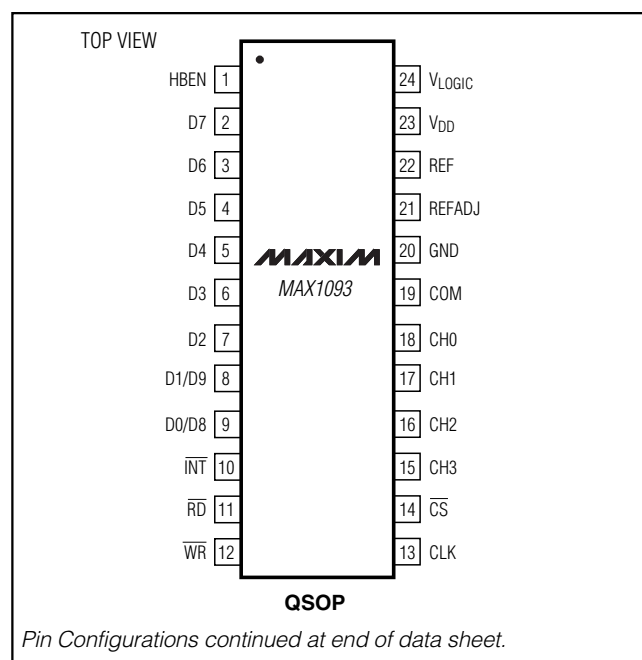 TOP VIEW
HBEN 1
D7 2
D6 3
D5 4
D4 5
D3 6
D2 7
D1/D9 8
D0/D8 9
INT 10
RD 11
WR 12
MAXIM
MAX1093
24 VLOGIC
23 VDD
22 REF
21 REFADJ
20 GND
19 COM
18 CH0
17 CH1
16 CH2
15 CH3
14 CS
13 CLK
QSOP
Pin Configurations continued at end of data sheet.